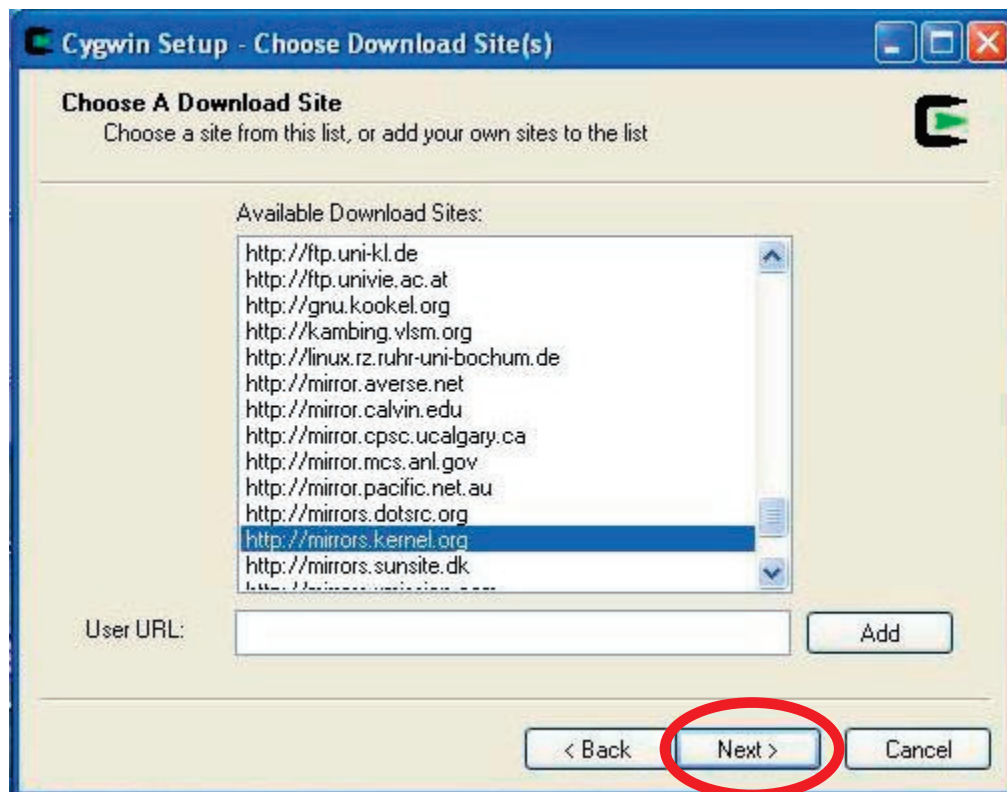 Cygwin Setup - Choose Download Site(s)
Choose A Download Site
Choose a site from this list, or add your own sites to the list
Available Download Sites:
http://ftp.uni-kl.de
http://ftp.univie.ac.at
http://gnu.kookel.org
http://kambing.vlsm.org
http://linux.rz.ruhr-uni-bochum.de
http://mirror.averse.net
http://mirror.calvin.edu
http://mirror.cpsc.ucalgary.ca
http://mirror.mcs.anl.gov
http://mirror.pacific.net.au
http://mirrors.dotsrc.org
http://mirrors.kernel.org
http://mirrors.sunsite.dk
User URL:
Add
< Back
Next >
Cancel